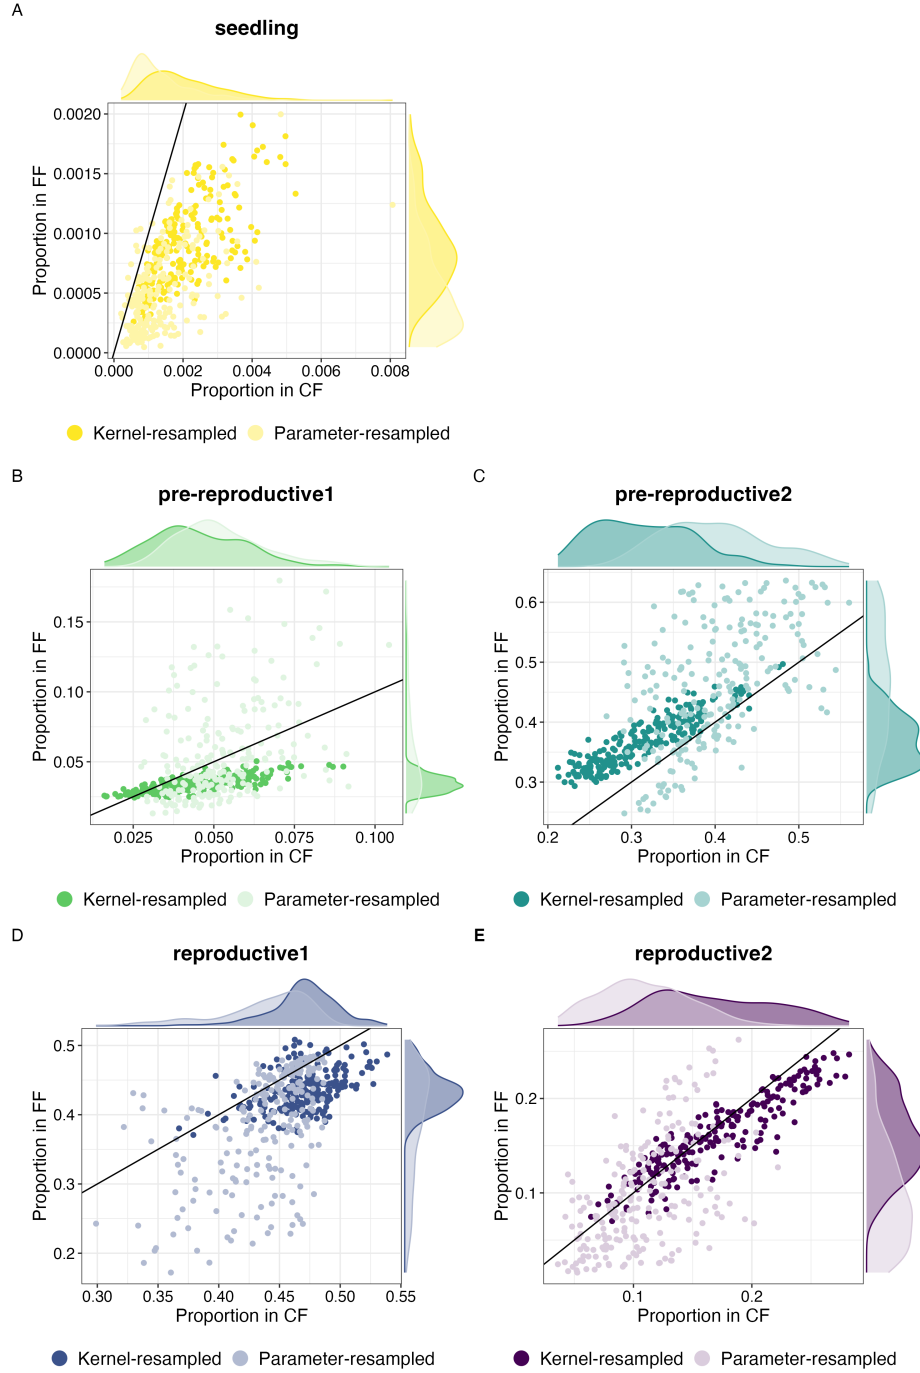 A
seedling
Proportion in FF
0.0020
0.0015
0.0010
0.0005
0.0000
0.000 0.002 0.004 0.006 0.008
Proportion in CF
Kernel-resampled Parameter-resampled
B
pre-reproductive1
Proportion in FF
0.15
0.10
0.05
0.025 0.050 0.075 0.100
Proportion in CF
Kernel-resampled Parameter-resampled
C
pre-reproductive2
Proportion in FF
0.6
0.5
0.4
0.3
0.2 0.3 0.4 0.5
Proportion in CF
Kernel-resampled Parameter-resampled
D
reproductive1
Proportion in FF
0.5
0.4
0.3
0.2
0.30 0.35 0.40 0.45 0.50 0.55
Proportion in CF
Kernel-resampled Parameter-resampled
E
reproductive2
Proportion in FF
0.2
0.1
0.1 0.2
Proportion in CF
Kernel-resampled Parameter-resampled